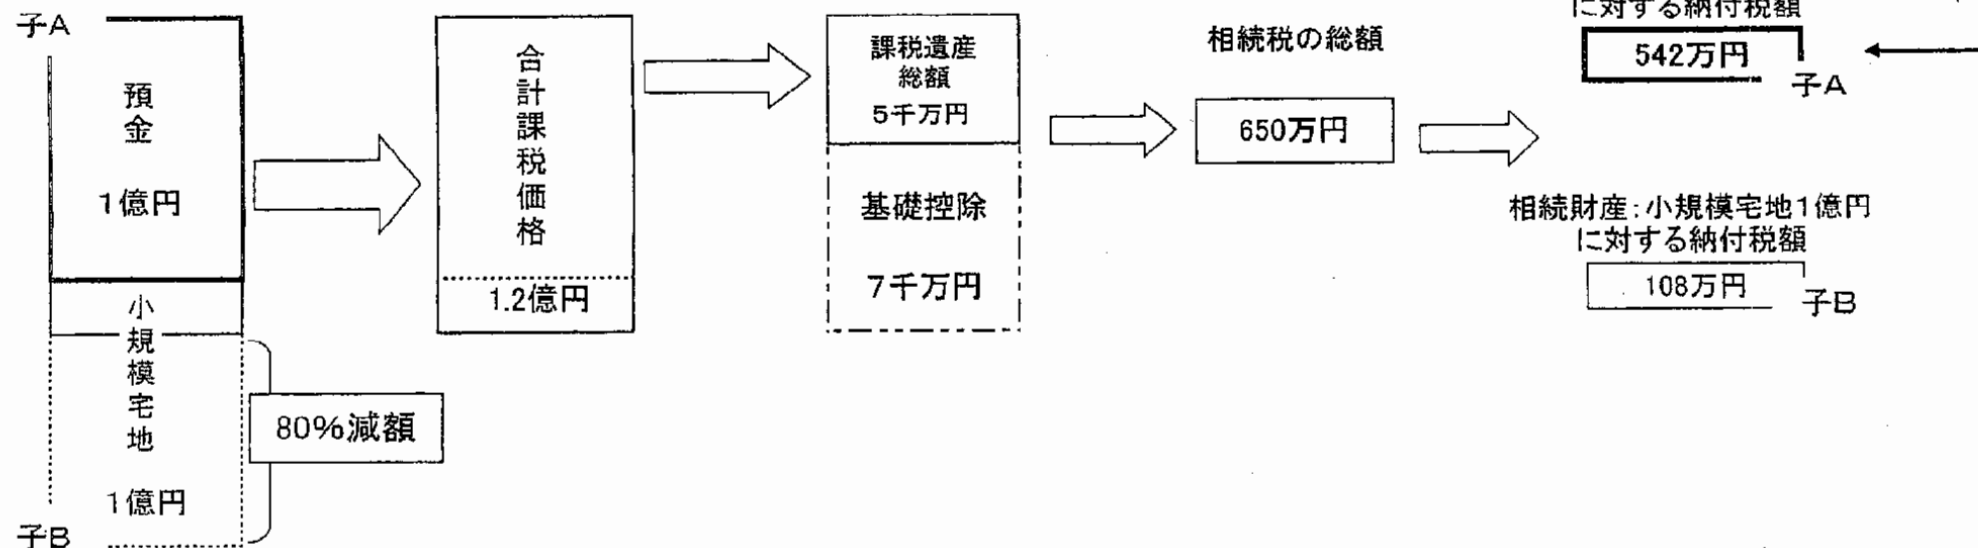 子A
預金
1億円
小規模宅地
1億円
子B
80%減額
合計課税価格
1.2億円
課税遺産
総額
5千万円
基礎控除
7千万円
相続税の総額
650万円
に対する納付税額
542万円
子A
相続財産:小規模宅地1億円
に対する納付税額
108万円
子B